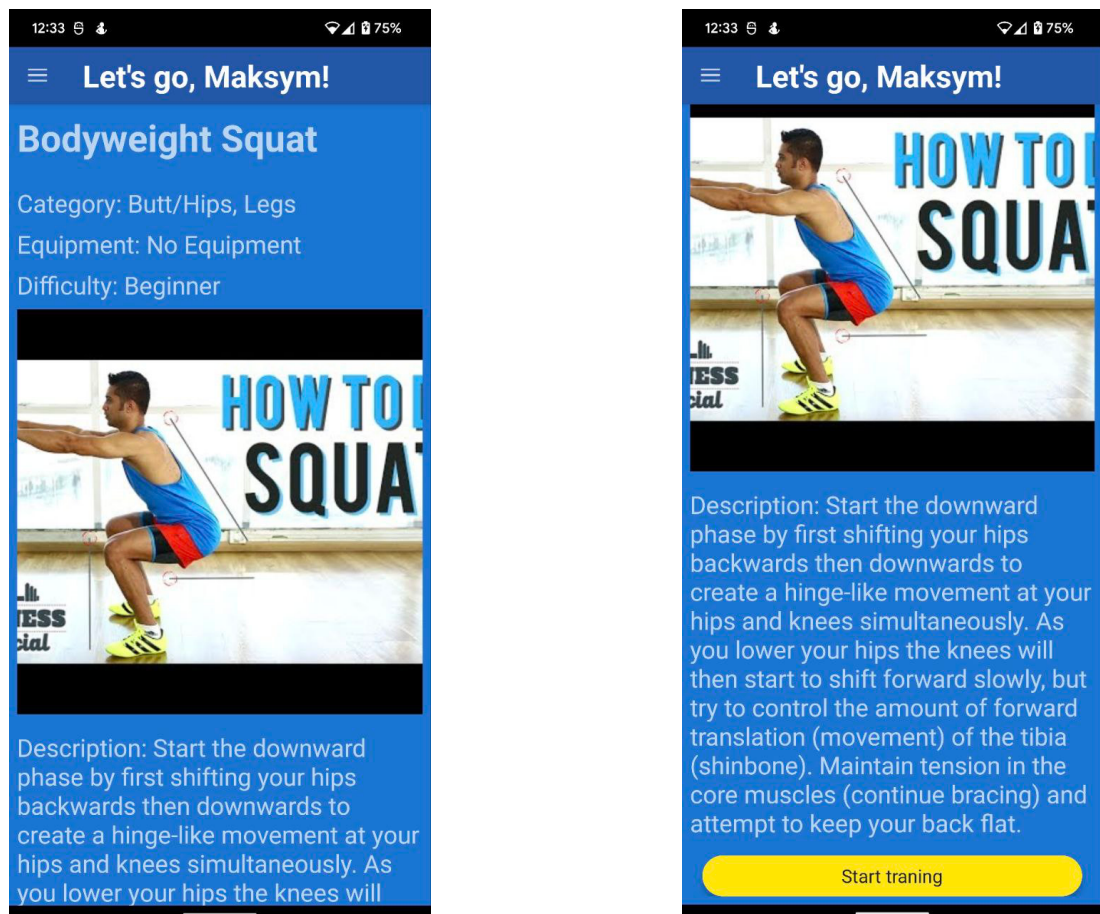 12:33
75%
Let's go, Maksym!
Bodyweight Squat
Category: Butt/Hips, Legs
Equipment: No Equipment
Difficulty: Beginner
HOW TO
SQUA
ESS
cial
Description: Start the downward
phase by first shifting your hips
backwards then downwards to
create a hinge-like movement at your
hips and knees simultaneously. As
you lower your hips the knees will
12:33
75%
Let's go, Maksym!
HOW TO
SQUA
ESS
cial
Description: Start the downward
phase by first shifting your hips
backwards then downwards to
create a hinge-like movement at your
hips and knees simultaneously. As
you lower your hips the knees will
then start to shift forward slowly, but
try to control the amount of forward
translation (movement) of the tibia
(shinbone). Maintain tension in the
core muscles (continue bracing) and
attempt to keep your back flat.
Start traning